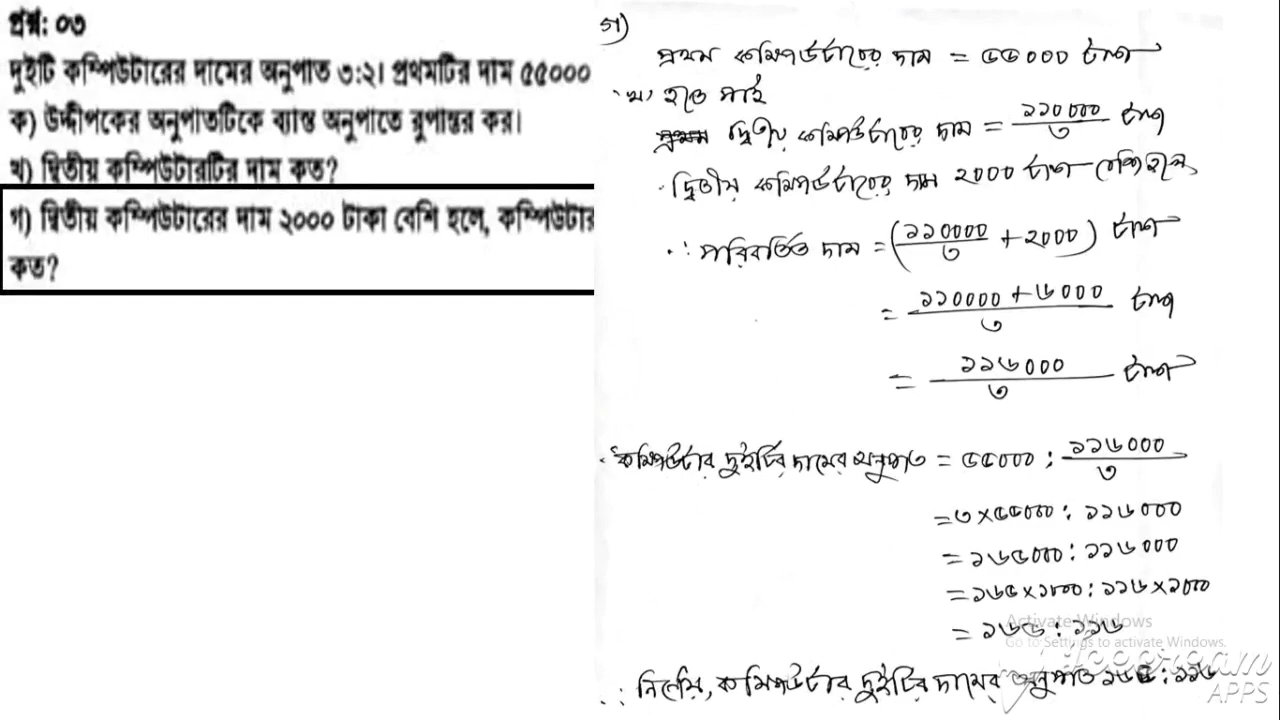 প্রশ্ন: ০৩
দুইটি কম্পিউটারের দামের অনুপাত ৩:২। প্রথমটির দাম ৫৫০০০
ক) উদ্দীপকের অনুপাতটিকে ব্যাস্ত অনুপাতে রুপান্তর কর।
খ) দ্বিতীয় কম্পিউটারটির দাম কত?
গ) দ্বিতীয় কম্পিউটারের দাম ২০০০ টাকা বেশি হলে, কম্পিউটার
কত?
গ)
প্রথম কম্পিউটারের দাম = ৫৫০০০ টাকা
'খ' হতে পাই
দ্বিতীয় কম্পিউটারের দাম = ১১০০০০/৩ টাকা
দ্বিতীয় কম্পিউটারের দাম ২০০০ টাকা বেশি হলে
∴ পরিবর্তিত দাম = (১১০০০০/৩ + ২০০০) টাকা
= ১১০০০০ + ৬০০০/৩ টাকা
= ১১৬০০০/৩ টাকা
∴ কম্পিউটার দুইটির দামের অনুপাত = ৫৫০০০ : ১১৬০০০/৩
= ৩ × ৫৫০০০ : ১১৬০০০
= ১৬৫০০০ : ১১৬০০০
= ১৬৫ × ১০০০ : ১১৬ × ১০০০
= ১৬৫ : ১১৬
∴ নির্ণেয়, কম্পিউটার দুইটির দামের অনুপাত ১৬৫ : ১১৬
Activate Windows
Go to Settings to activate Windows.
APPS